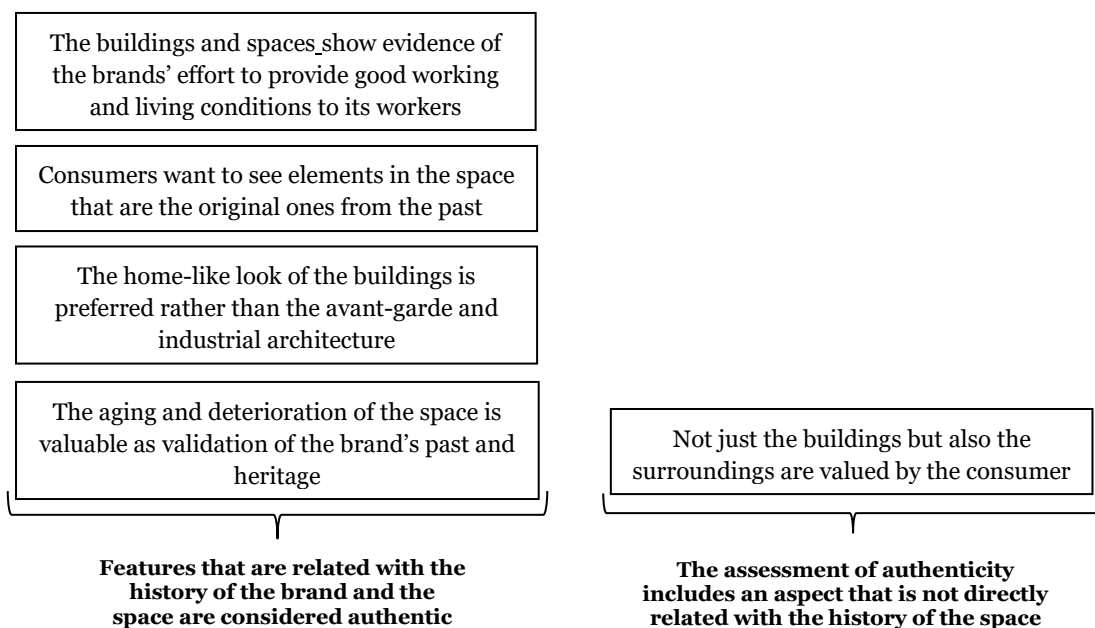 The buildings and spaces show evidence of
the brands’ effort to provide good working
and living conditions to its workers
Consumers want to see elements in the space
that are the original ones from the past
The home-like look of the buildings is
preferred rather than the avant-garde and
industrial architecture
The aging and deterioration of the space is
valuable as validation of the brand’s past and
heritage
Features that are related with the
history of the brand and the
space are considered authentic
Not just the buildings but also the
surroundings are valued by the consumer
The assessment of authenticity
includes an aspect that is not directly
related with the history of the space